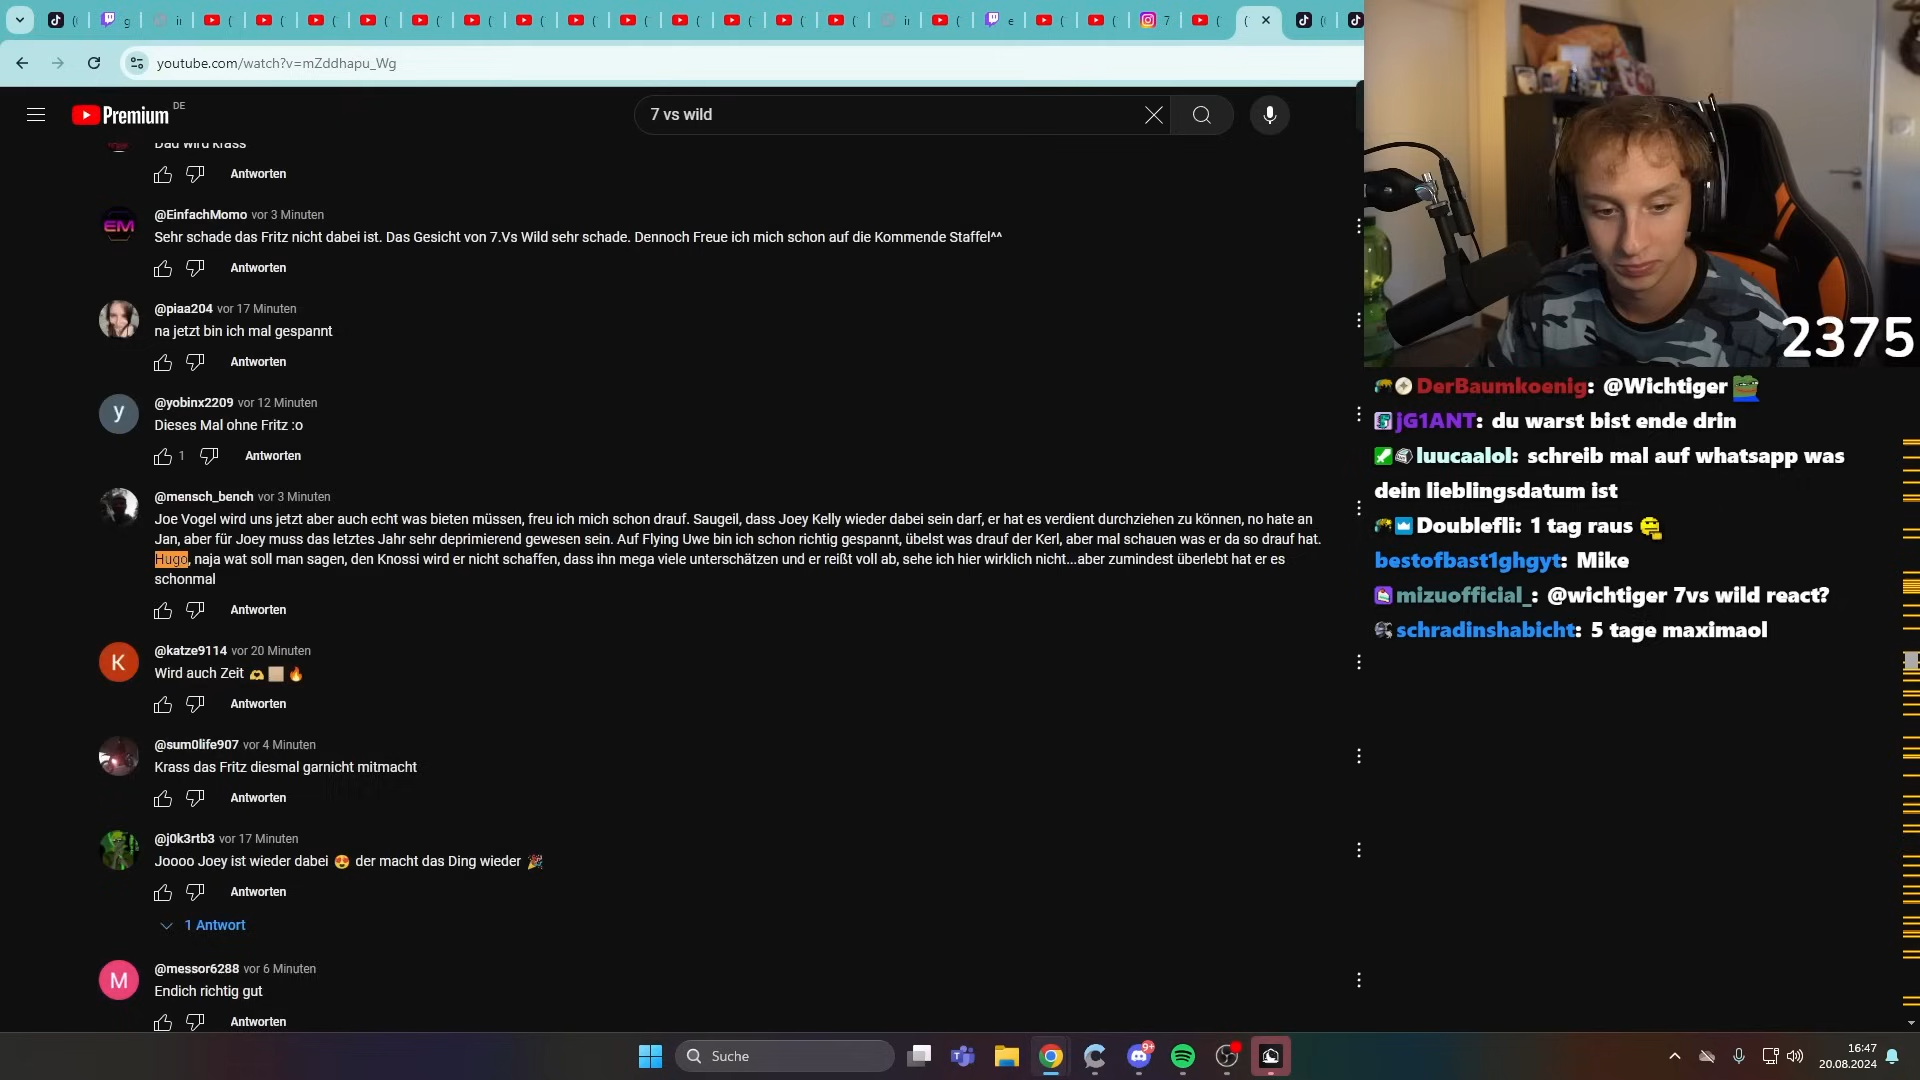 g
in
e
in
7
youtube.com/watch?v=mZddhapu_Wg
Premium DE
7 vs wild
Dad wird krass
Antworten
@EinfachMomo vor 3 Minuten
EM
Sehr schade das Fritz nicht dabei ist. Das Gesicht von 7.Vs Wild sehr schade. Dennoch Freue ich mich schon auf die Kommende Staffel^^
Antworten
@piaa204 vor 17 Minuten
na jetzt bin ich mal gespannt
Antworten
@yobinx2209 vor 12 Minuten
y
Dieses Mal ohne Fritz :o
1 Antworten
@mensch_bench vor 3 Minuten
Joe Vogel wird uns jetzt aber auch echt was bieten müssen, freu ich mich schon drauf. Saugeil, dass Joey Kelly wieder dabei sein darf, er hat es verdient durchziehen zu können, no hate an
Jan, aber für Joey muss das letztes Jahr sehr deprimierend gewesen sein. Auf Flying Uwe bin ich schon richtig gespannt, übelst was drauf der Kerl, aber mal schauen was er da so drauf hat.
Hugo, naja wat soll man sagen, den Knossi wird er nicht schaffen, dass ihn mega viele unterschätzen und er reißt voll ab, sehe ich hier wirklich nicht...aber zumindest überlebt hat er es
schonmal
Antworten
@katze9114 vor 20 Minuten
K
Wird auch Zeit 🫶🏼🔥
Antworten
@sum0life907 vor 4 Minuten
Krass das Fritz diesmal garnicht mitmacht
Antworten
@j0k3rtb3 vor 17 Minuten
Joooo Joey ist wieder dabei 😍 der macht das Ding wieder 🎉
Antworten
1 Antwort
@messor6288 vor 6 Minuten
M
Endich richtig gut
Antworten
2375
DerBaumkoenig: @Wichtiger
jG1ANT: du warst bist ende drin
luucaalol: schreib mal auf whatsapp was
dein lieblingsdatum ist
Doublefli: 1 tag raus
bestofbast1ghgyt: Mike
mizuofficial_: @wichtiger 7vs wild react?
schradinshabicht: 5 tage maximaol
Suche
9+
16:47
20.08.2024